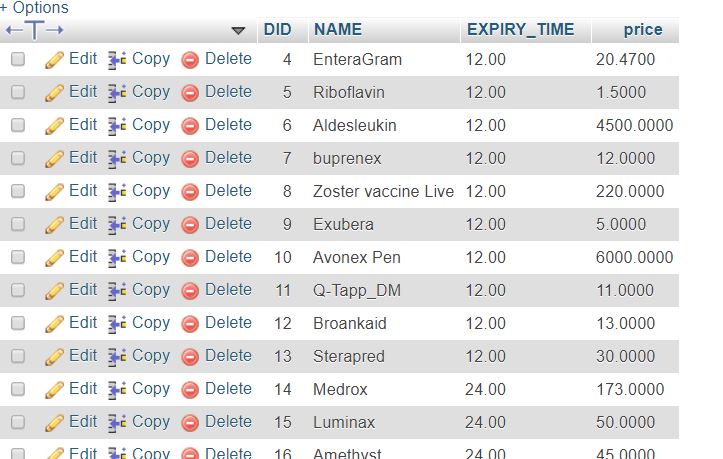 + Options
←T→ DID NAME EXPIRY_TIME price
Edit Copy Delete 4 EnteraGram 12.00 20.4700
Edit Copy Delete 5 Riboflavin 12.00 1.5000
Edit Copy Delete 6 Aldesleukin 12.00 4500.0000
Edit Copy Delete 7 buprenex 12.00 12.0000
Edit Copy Delete 8 Zoster vaccine Live 12.00 220.0000
Edit Copy Delete 9 Exubera 12.00 5.0000
Edit Copy Delete 10 Avonex Pen 12.00 6000.0000
Edit Copy Delete 11 Q-Tapp_DM 12.00 11.0000
Edit Copy Delete 12 Broankaid 12.00 13.0000
Edit Copy Delete 13 Sterapred 12.00 30.0000
Edit Copy Delete 14 Medrox 24.00 173.0000
Edit Copy Delete 15 Luminax 24.00 50.0000
Edit Copy Delete 16 Amethyst 24.00 45.0000